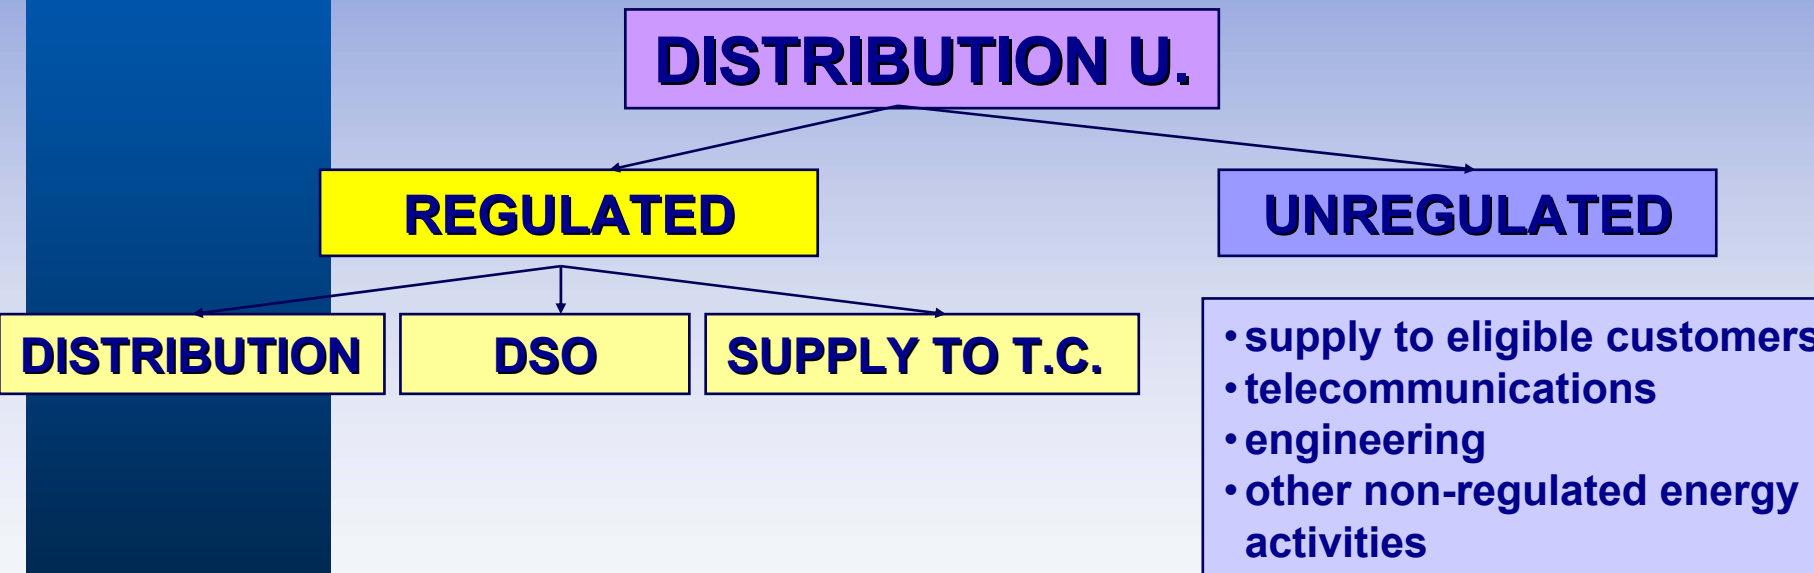 DISTRIBUTION U.
REGULATED
UNREGULATED
DISTRIBUTION
DSO
SUPPLY TO T.C.
•supply to eligible customers
•telecommunications
•engineering
•other non-regulated energy
activities